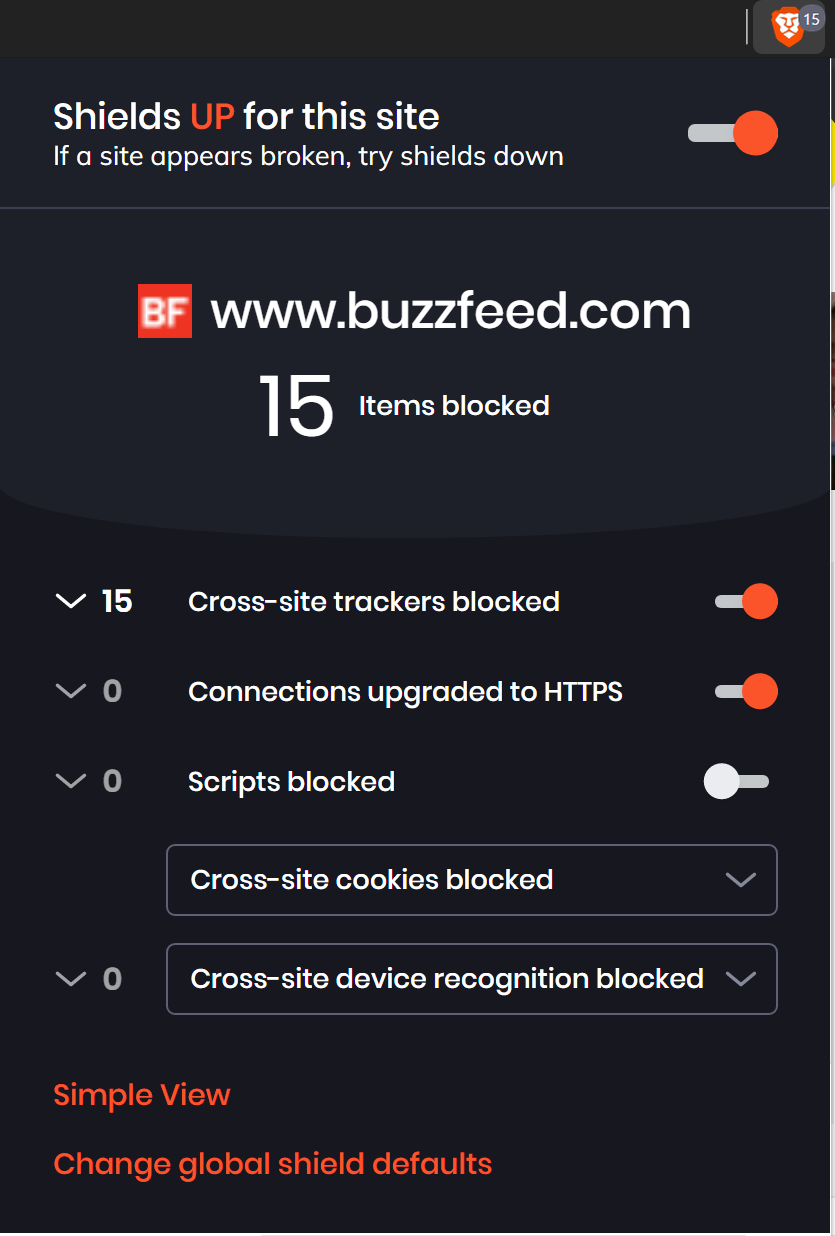 15
Shields UP for this site
If a site appears broken, try shields down
BF www.buzzfeed.com
15 Items blocked
15 Cross-site trackers blocked
0 Connections upgraded to HTTPS
0 Scripts blocked
Cross-site cookies blocked
0 Cross-site device recognition blocked
Simple View
Change global shield defaults